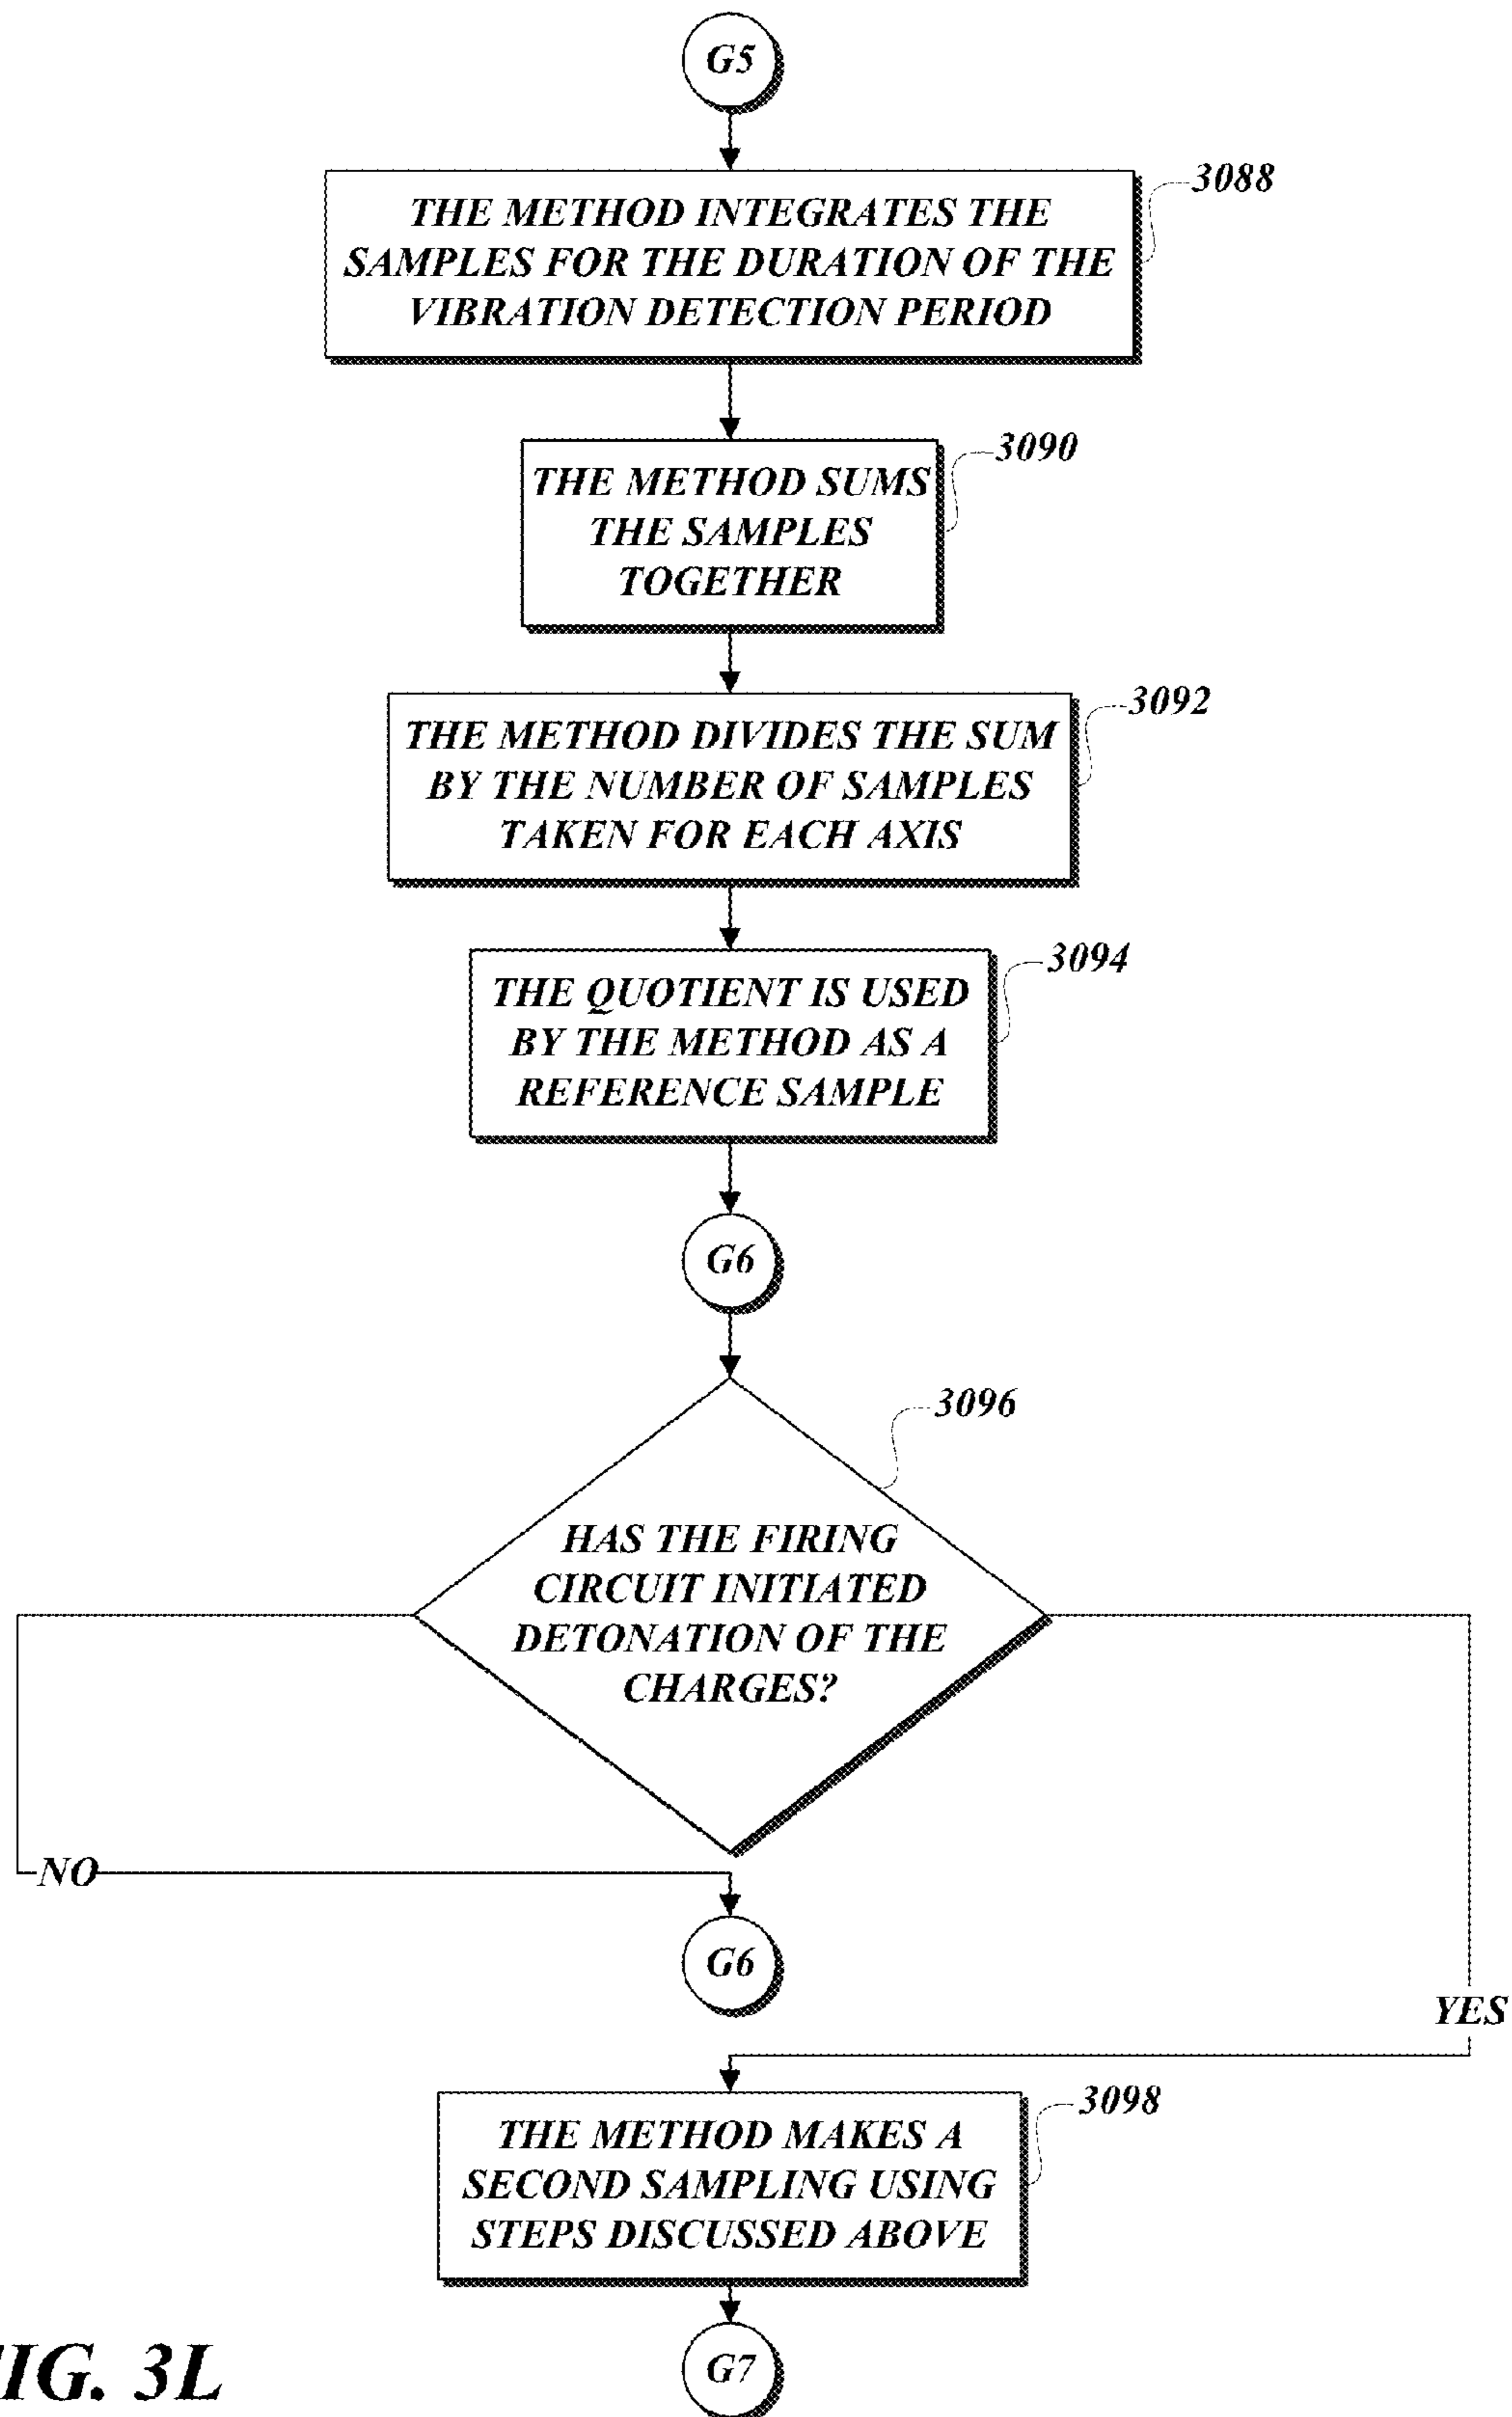 G5
3088
THE METHOD INTEGRATES THE
SAMPLES FOR THE DURATION OF THE
VIBRATION DETECTION PERIOD
3090
THE METHOD SUMS
THE SAMPLES
TOGETHER
3092
THE METHOD DIVIDES THE SUM
BY THE NUMBER OF SAMPLES
TAKEN FOR EACH AXIS
3094
THE QUOTIENT IS USED
BY THE METHOD AS A
REFERENCE SAMPLE
G6
3096
HAS THE FIRING
CIRCUIT INITIATED
DETONATION OF THE
CHARGES?
NO
G6
YES
3098
THE METHOD MAKES A
SECOND SAMPLING USING
STEPS DISCUSSED ABOVE
G7
IG. 3L